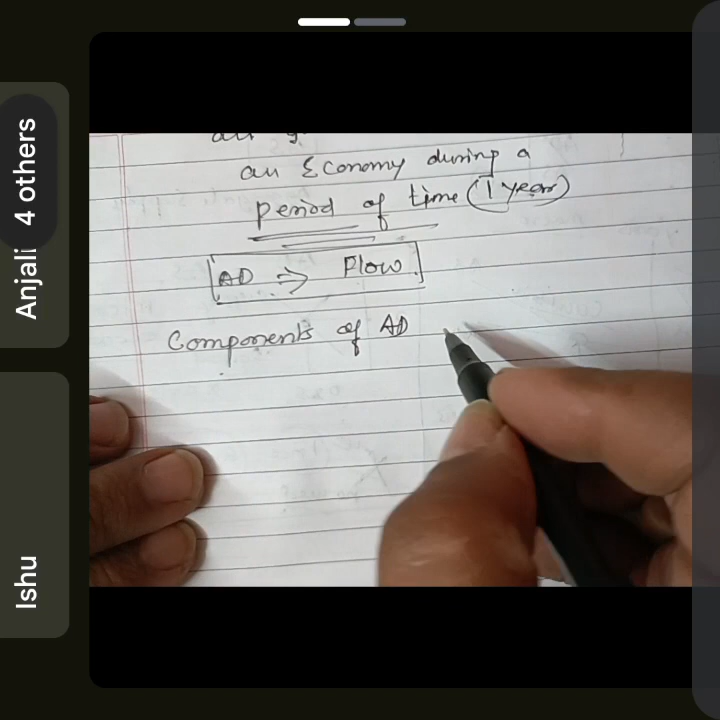 an Economy during a
period of time (1 year)
AD ⇒ Flow
Components of AD
Anjali 4 others
Ishu